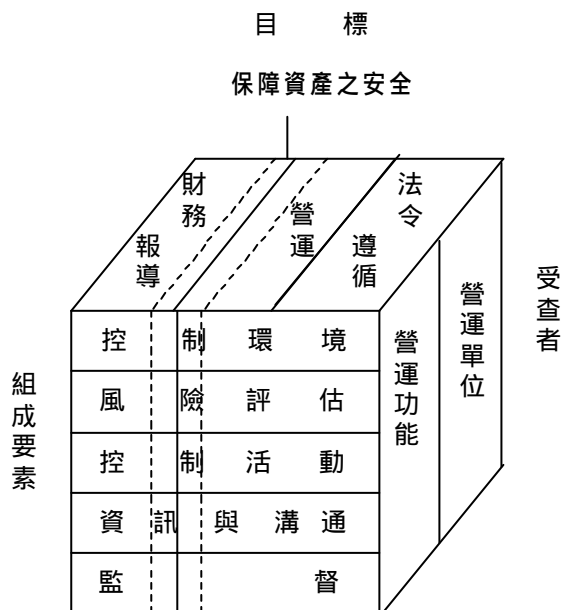 目標
保障資產之安全
財務
報導
營運
法令
遵循
控制環境
風險評估
控制活動
資訊與溝通
監督
營運功能
營運單位
組成要素
受查者